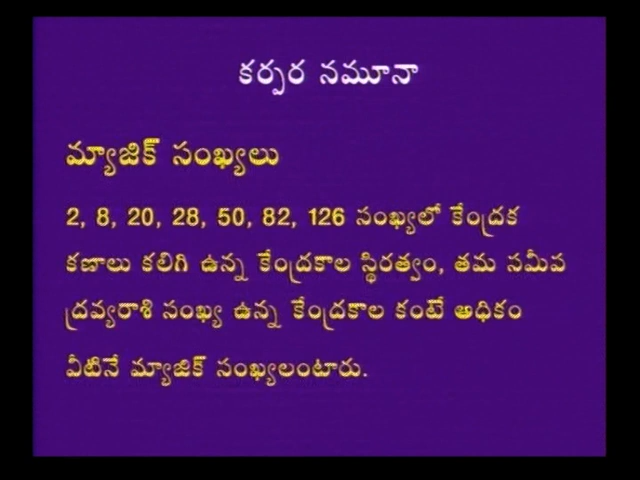 కర్పర నమూనా
మ్యాజిక్ సంఖ్యలు
2, 8, 20, 28, 50, 82, 126 సంఖ్యలో కేంద్రక
కణాలు కలిగి ఉన్న కేంద్రకాల స్థిరత్వం, తమ సమీప
ద్రవ్యరాశి సంఖ్య ఉన్న కేంద్రకాల కంటే అధికం
వీటినే మ్యాజిక్ సంఖ్యలంటారు.